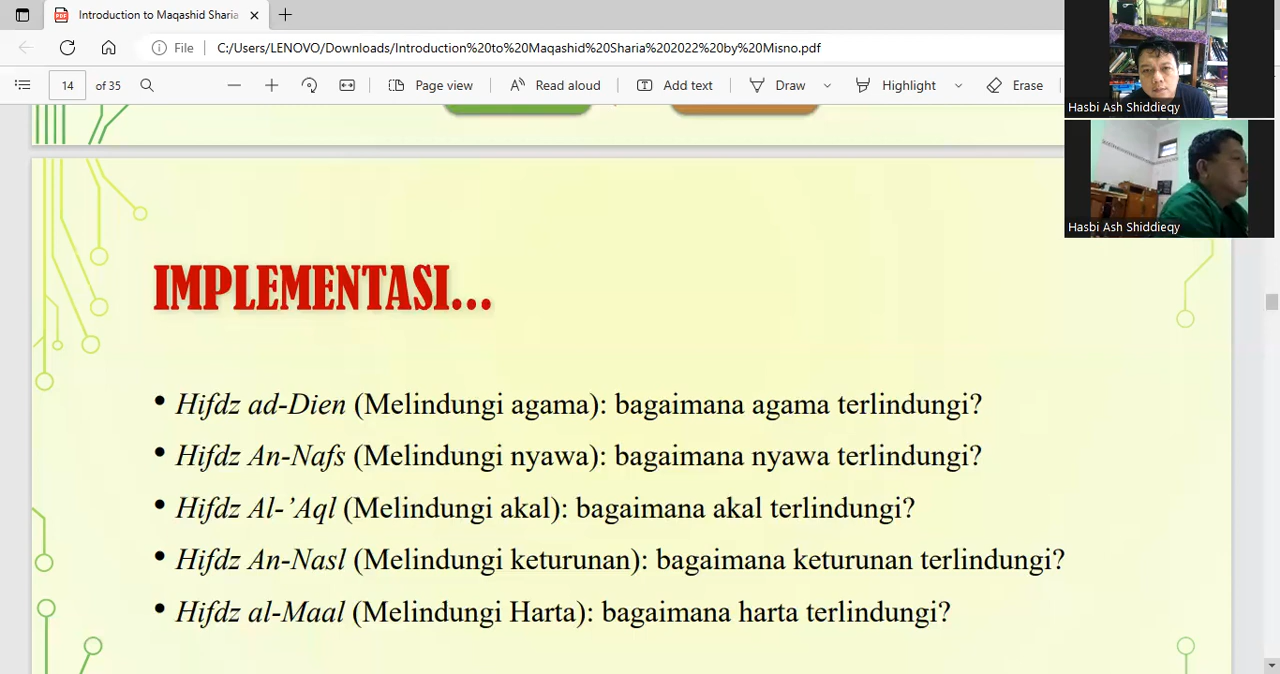 Introduction to Maqashid Sharia
File
C:/Users/LENOVO/Downloads/Introduction%20to%20Maqashid%20Sharia%202022%20by%20Misno.pdf
14 of 35
Page view
Read aloud
Add text
Draw
Highlight
Erase
Hasbi Ash Shiddieqy
Hasbi Ash Shiddieqy
IMPLEMENTASI...
• Hifdz ad-Dien (Melindungi agama): bagaimana agama terlindungi?
• Hifdz An-Nafs (Melindungi nyawa): bagaimana nyawa terlindungi?
• Hifdz Al-’Aql (Melindungi akal): bagaimana akal terlindungi?
• Hifdz An-Nasl (Melindungi keturunan): bagaimana keturunan terlindungi?
• Hifdz al-Maal (Melindungi Harta): bagaimana harta terlindungi?